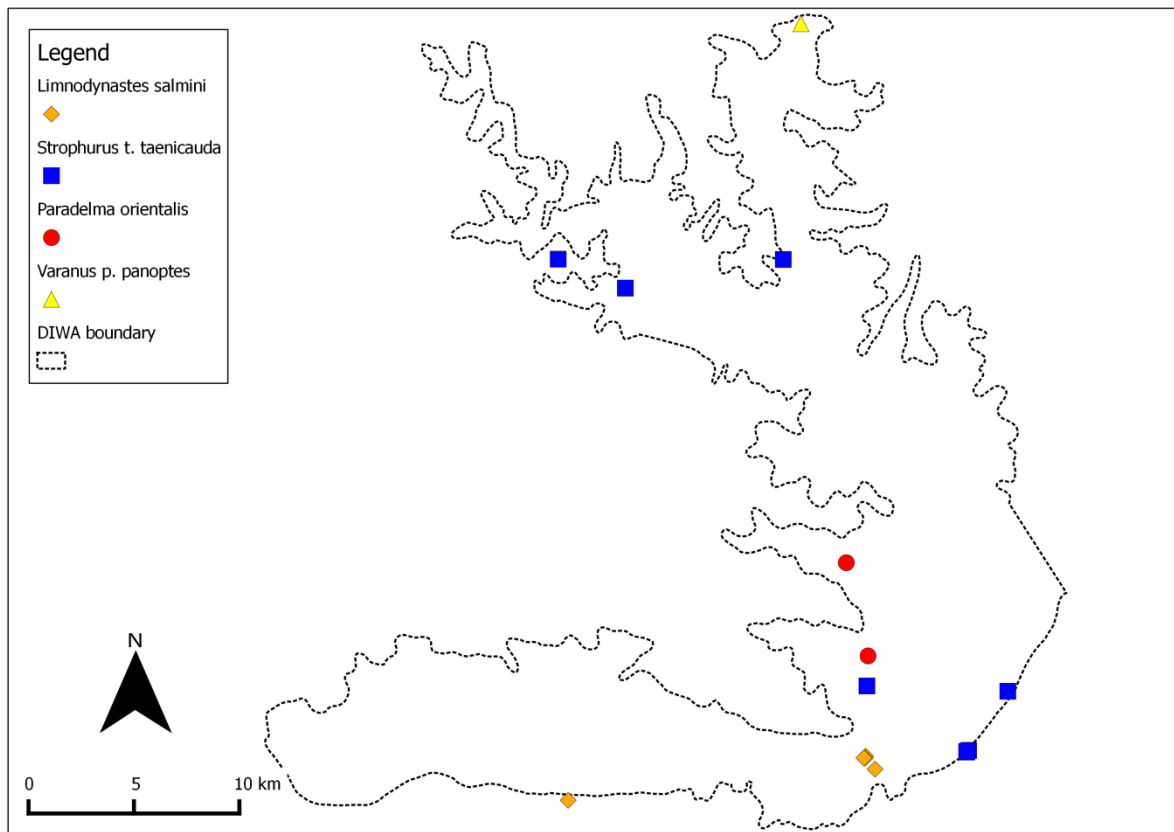 Legend
Limnodynastes salmini
Strophurus t. taenicauda
Paradelma orientalis
Varanus p. panoptes
DIWA boundary
N
0 5 10 km